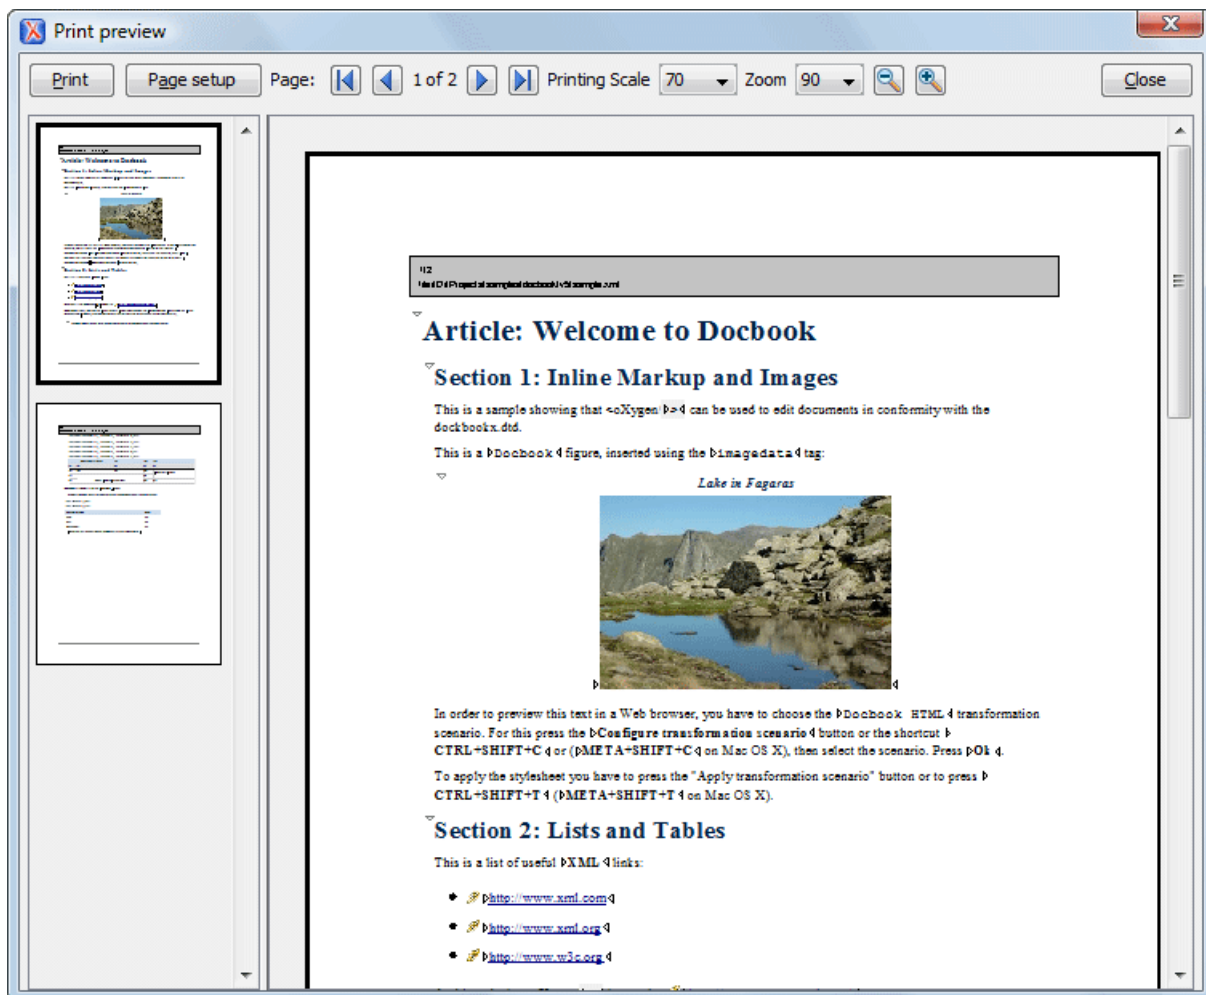 Print preview
Print Page setup Page: 1 of 2 Printing Scale 70 Zoom 90 Close
1/2
Article: Welcome to Docbook
Section 1: Inline Markup and Images
This is a sample showing that <oXygen/> can be used to edit documents in conformity with the
dockbookx.dtd.
This is a Docbook figure, inserted using the imagedata tag:
Lake in Fagaras
In order to preview this text in a Web browser, you have to choose the Docbook HTML transformation
scenario. For this press the Configure transformation scenario button or the shortcut
CTRL+SHIFT+C or (META+SHIFT+C on Mac OS X), then select the scenario. Press Ok .
To apply the stylesheet you have to press the "Apply transformation scenario" button or to press
CTRL+SHIFT+T (META+SHIFT+T on Mac OS X).
Section 2: Lists and Tables
This is a list of useful XML links:
http://www.xml.com
http://www.xml.org
http://www.w3c.org